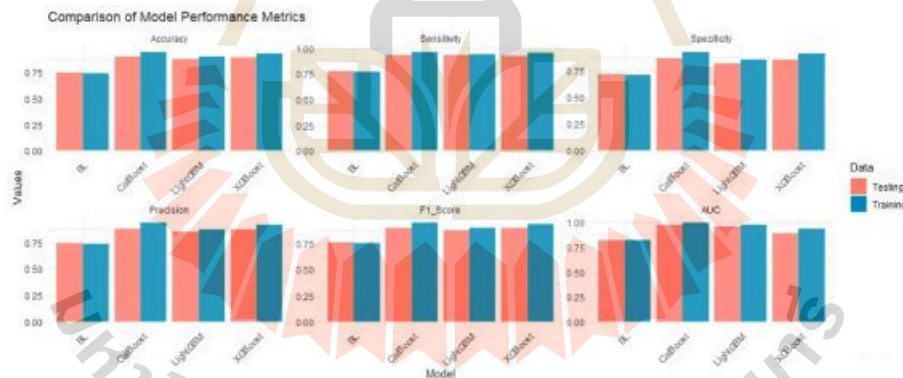 Comparison of Model Performance Metrics
Accuracy
Sensitivity
Specificity
1.00
0.75
0.50
0.25
0.00
0.75
0.50
0.25
0.00
0.75
0.50
0.25
0.00
BL
CatBoost
LightGBM
XGBoost
BL
CatBoost
LightGBM
XGBoost
BL
CatBoost
LightGBM
XGBoost
Values
Data
Testing
Training
Precision
F1_Score
AUC
0.75
0.50
0.25
0.00
0.75
0.50
0.25
0.00
1.00
0.75
0.50
0.25
0.00
BL
CatBoost
LightGBM
XGBoost
BL
CatBoost
LightGBM
XGBoost
BL
CatBoost
LightGBM
XGBoost
Model